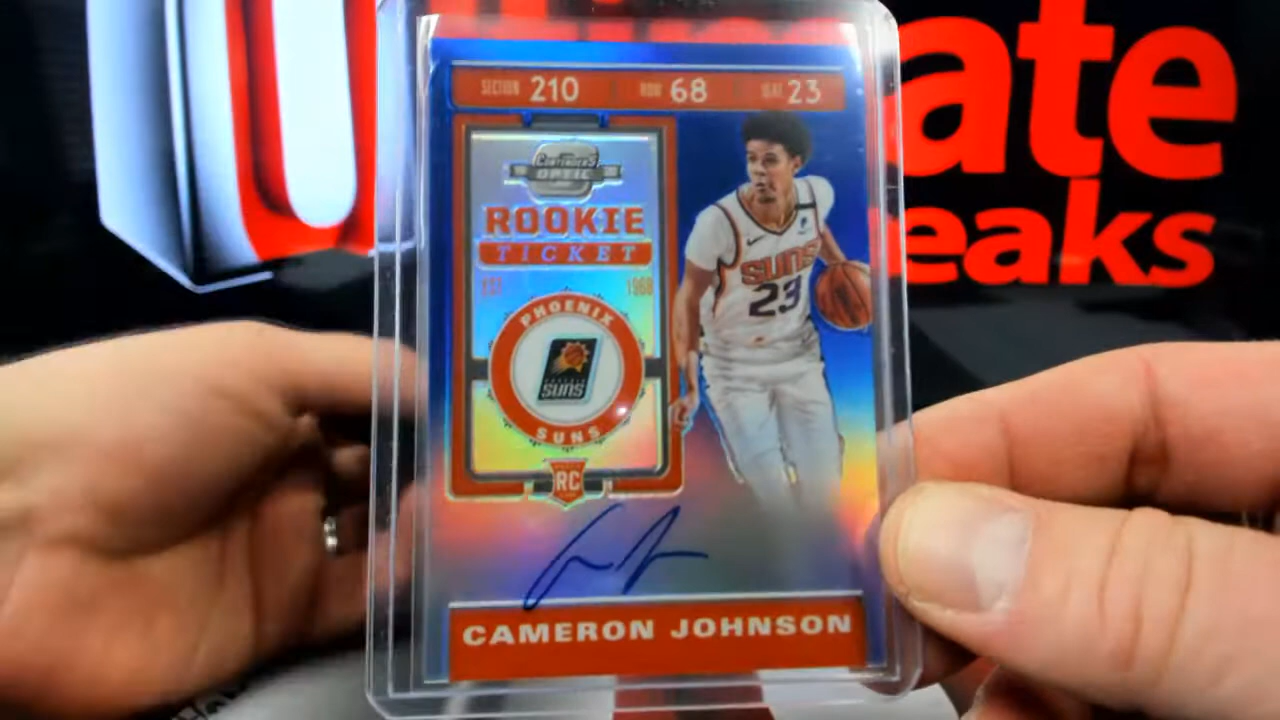 ate
eaks
SECTION 210 ROW 68 SEAT 23
CONTENDERS
OPTIC
ROOKIE
TICKET
EST 1968
PHOENIX
SUNS
SUNS
RC
SUNS
23
CAMERON JOHNSON